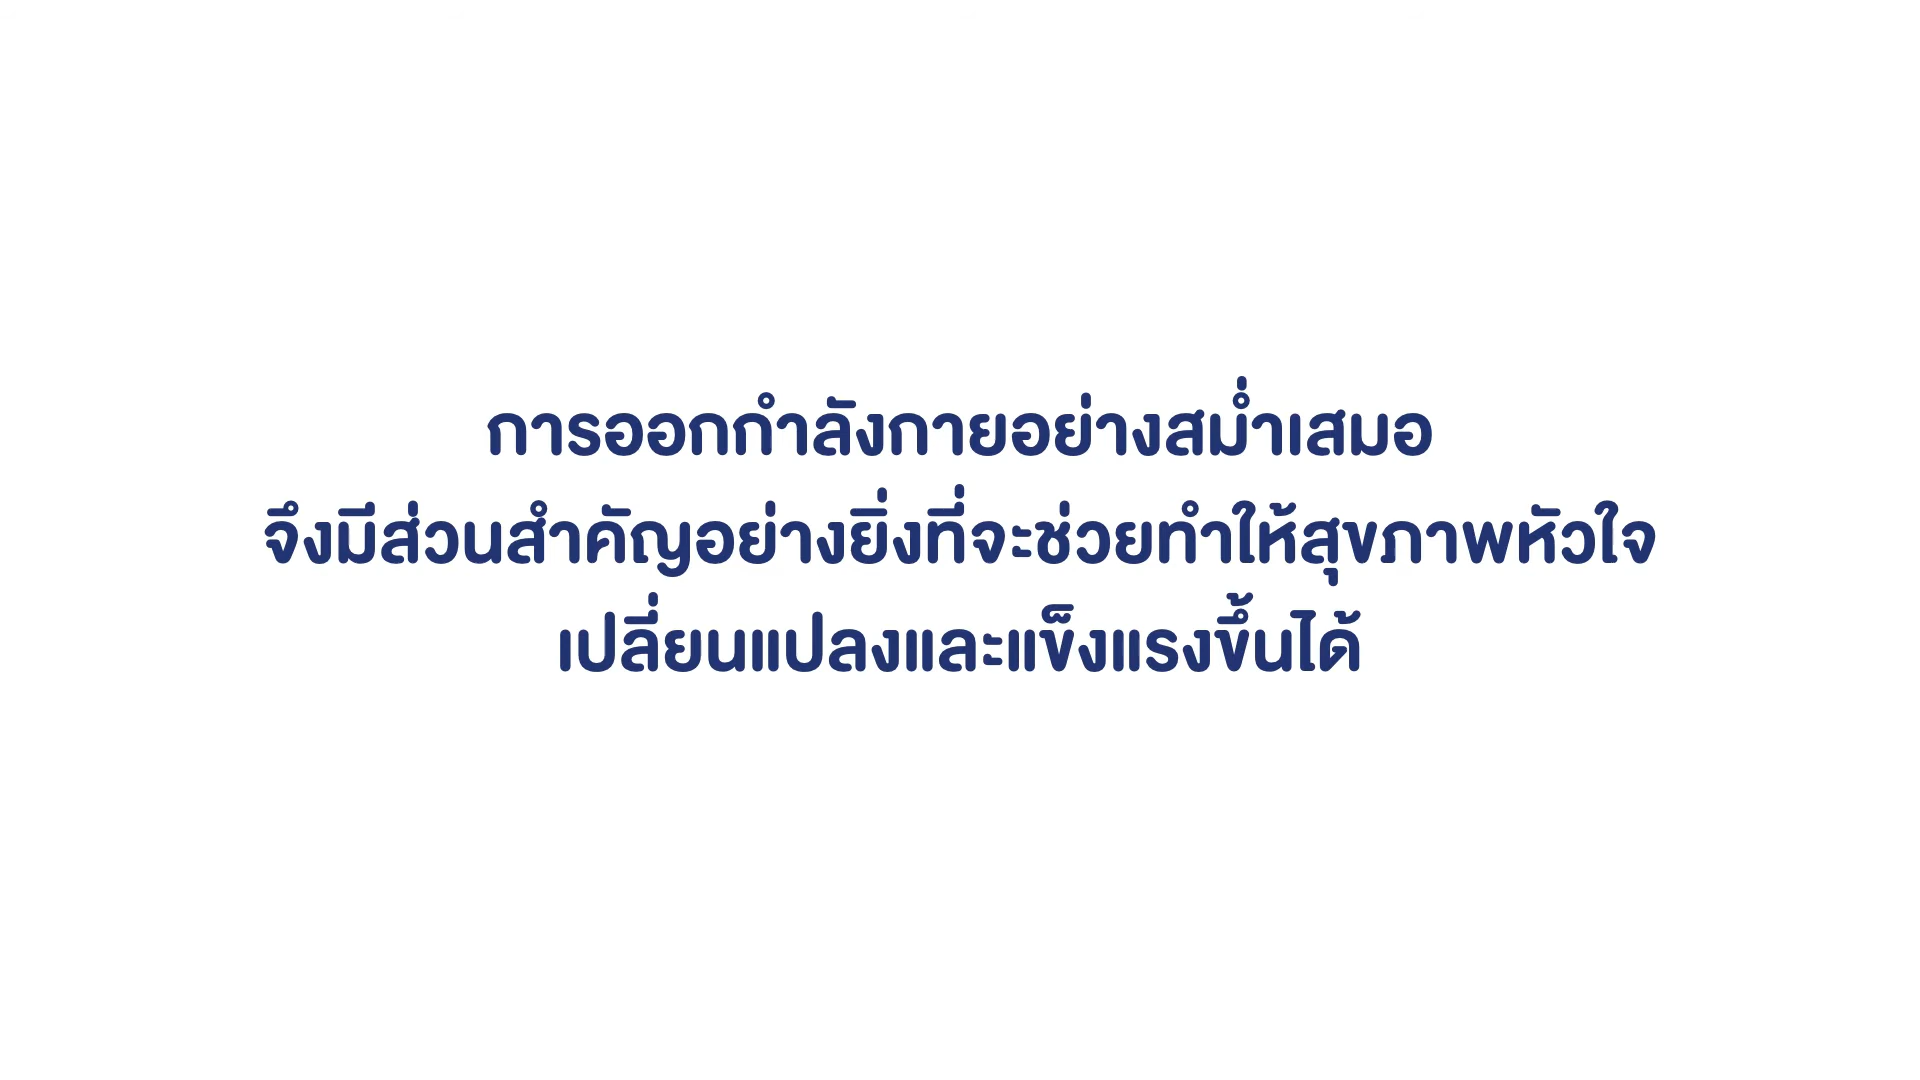 การออกกำลังกายอย่างสม่ำเสมอ
จึงมีส่วนสำคัญอย่างยิ่งที่จะช่วยทำให้สุขภาพหัวใจ
เปลี่ยนแปลงและแข็งแรงขึ้นได้